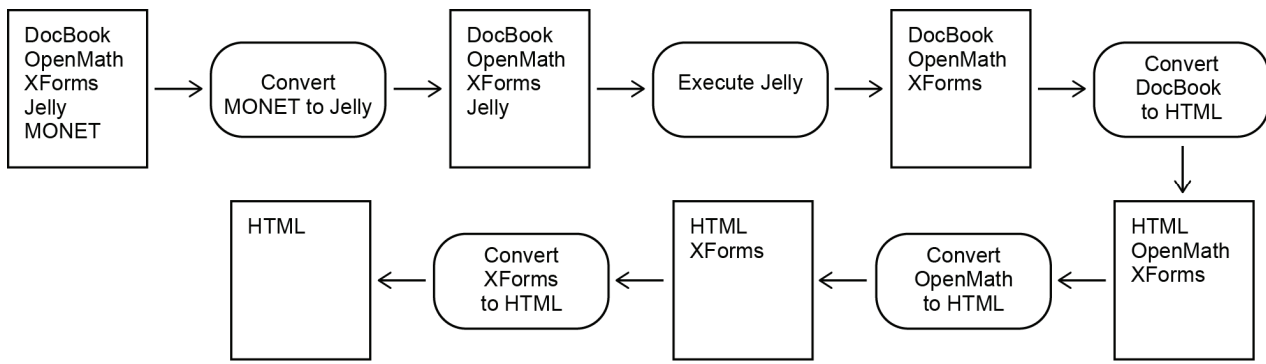 DocBook
OpenMath
XForms
Jelly
MONET
Convert
MONET to Jelly
DocBook
OpenMath
XForms
Jelly
Execute Jelly
DocBook
OpenMath
XForms
Convert
DocBook
to HTML
HTML
OpenMath
XForms
Convert
OpenMath
to HTML
HTML
XForms
Convert
XForms
to HTML
HTML